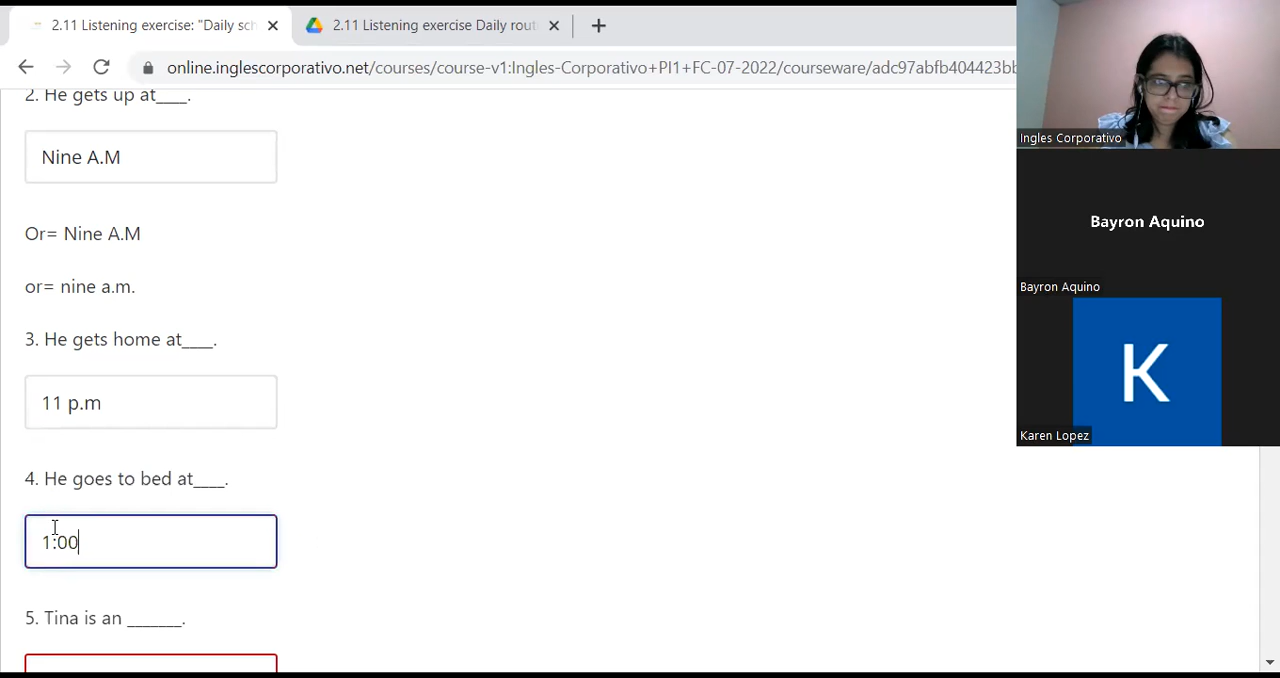 2.11 Listening exercise: "Daily sch
2.11 Listening exercise Daily rout
online.inglescorporativo.net/courses/course-v1:Ingles-Corporativo+PI1+FC-07-2022/courseware/adc97abfb404423bb
2. He gets up at____.
Nine A.M
Or= Nine A.M
or= nine a.m.
3. He gets home at____.
11 p.m
4. He goes to bed at____.
1:00
5. Tina is an _______.
Ingles Corporativo
Bayron Aquino
Bayron Aquino
K
Karen Lopez